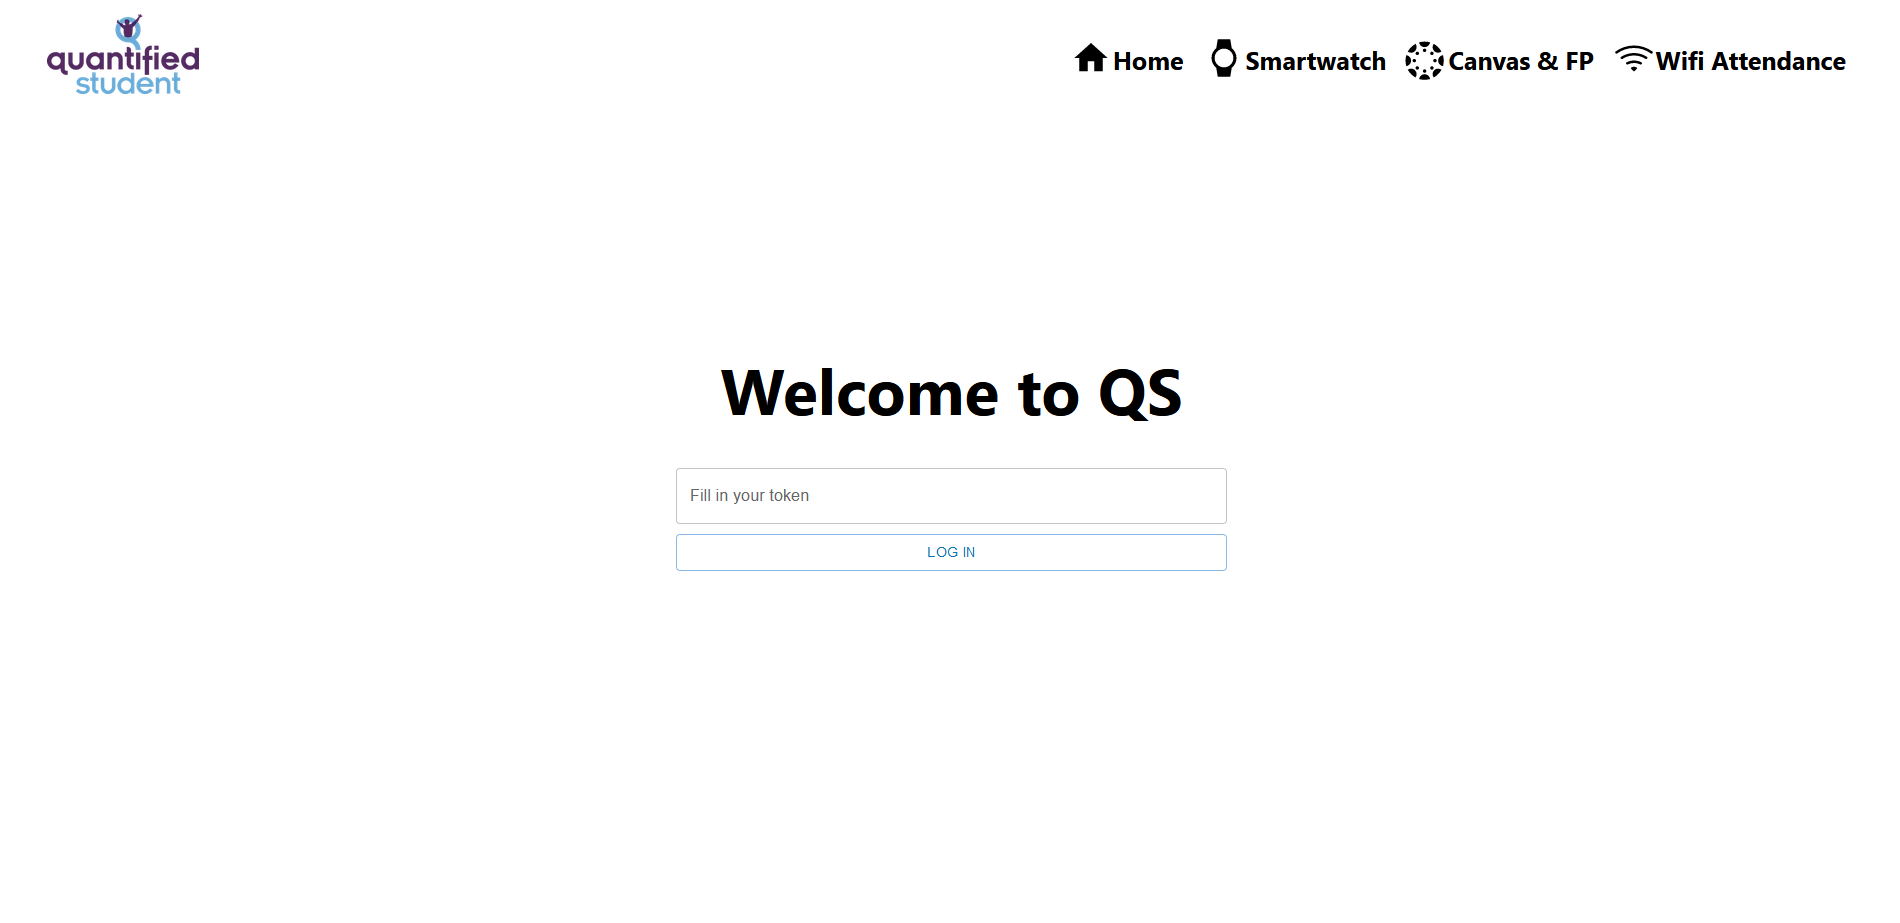 quantified
student
Home Smartwatch Canvas & FP Wifi Attendance
Welcome to QS
Fill in your token
LOG IN